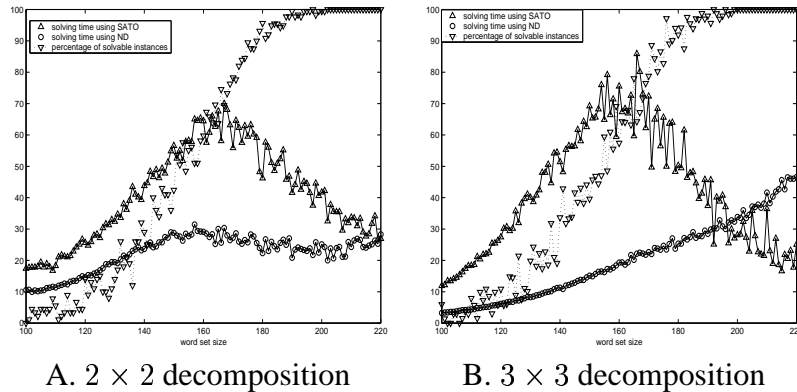 100
90
80
70
60
50
40
30
20
10
0
solving time using SATO
solving time using ND
percentage of solvable instances
100 120 140 160 180 200 220
word set size
A. 2 × 2 decomposition
100
90
80
70
60
50
40
30
20
10
0
solving time using SATO
solving time using ND
percentage of solvable instances
100 120 140 160 180 200 220
word set size
B. 3 × 3 decomposition